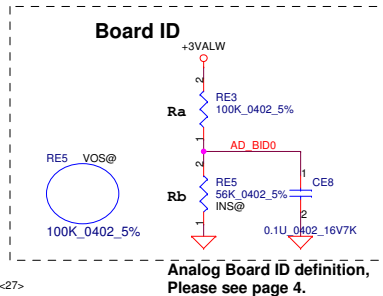 Board ID
+3VALW
2
Ra
RE3
100K_0402_5%
1
AD_BID0
RE5 VOS@
100K_0402_5%
2
Rb
RE5
56K_0402_5%
INS@
1
1
CE8
2
0.1U_0402_16V7K
<27>
Analog Board ID definition,
Please see page 4.